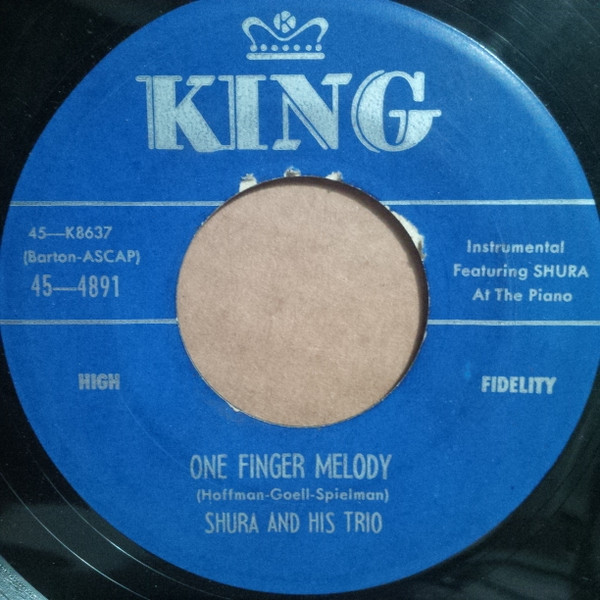 K
KING
45—K8637
(Barton-ASCAP)
45—4891
Instrumental
Featuring SHURA
At The Piano
HIGH
FIDELITY
ONE FINGER MELODY
(Hoffman-Goell-Spielman)
SHURA AND HIS TRIO